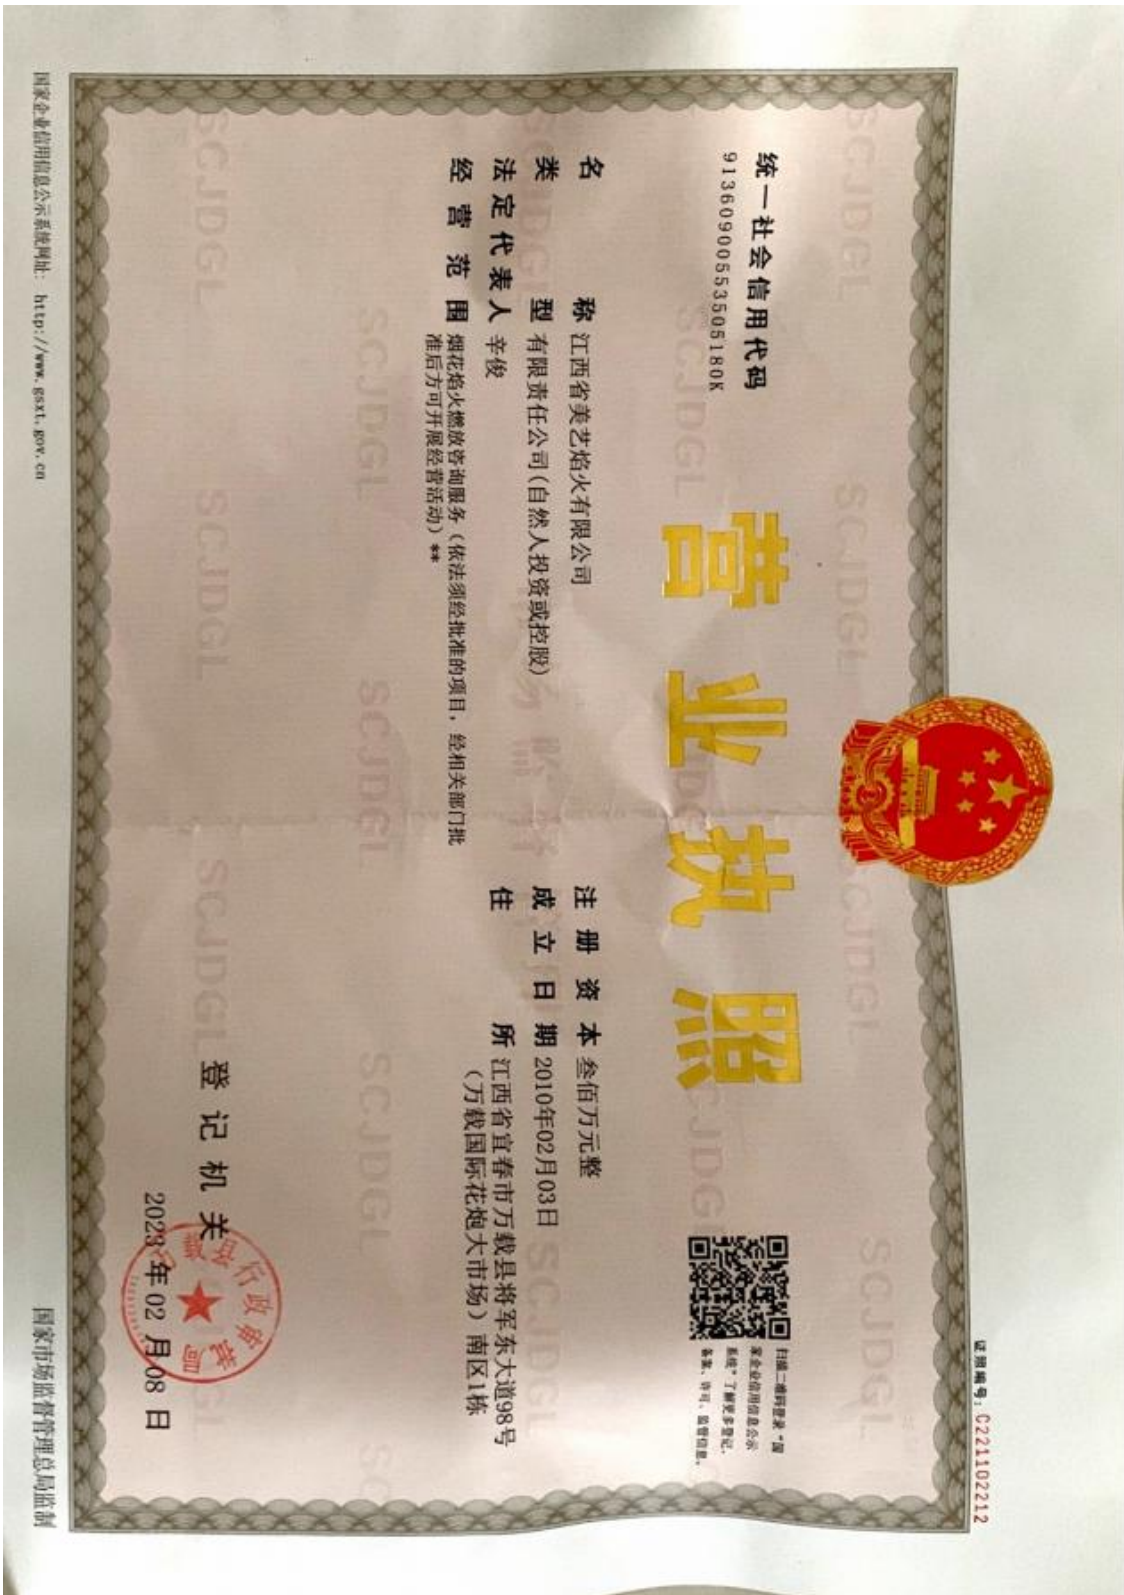 证照编号：C221102212
统一社会信用代码
91360900553505180K
营业执照
扫描二维码登录“国
家企业信用信息公示
系统”了解更多登记、
备案、许可、监管信息。
名称 江西省美艺焰火有限公司
类型 有限责任公司(自然人投资或控股)
法定代表人 辛俊
经营范围 烟花焰火燃放咨询服务（依法须经批准的项目，经相关部门批
准后方可开展经营活动）**
注册资本 叁佰万元整
成立日期 2010年02月03日
住所 江西省宜春市万载县将军东大道98号
（万载国际花炮大市场）南区1栋
登记机关
2023年02月08日
国家企业信用信息公示系统网址： http://www.gsxt.gov.cn
国家市场监督管理总局监制